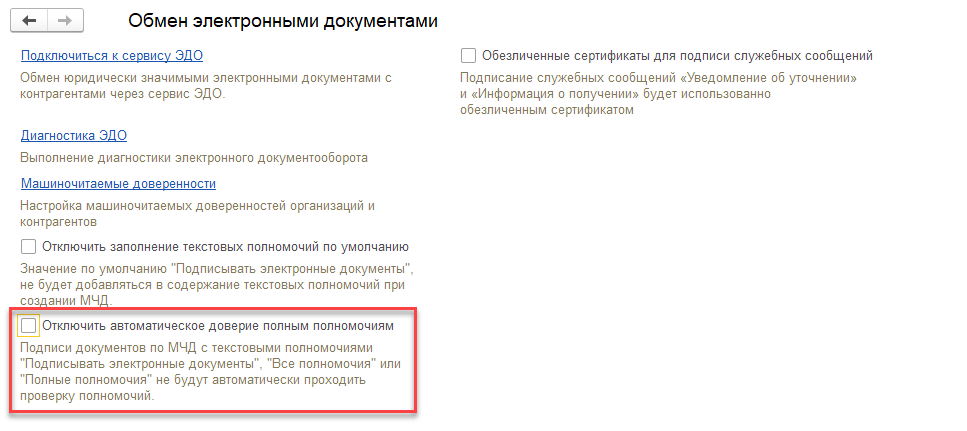 Обмен электронными документами
Подключиться к сервису ЭДО
Обмен юридически значимыми электронными документами с
контрагентами через сервис ЭДО.
Диагностика ЭДО
Выполнение диагностики электронного документооборота
Машиночитаемые доверенности
Настройка машиночитаемых доверенностей организаций и
контрагентов
Отключить заполнение текстовых полномочий по умолчанию
Значение по умолчанию "Подписывать электронные документы",
не будет добавляться в содержание текстовых полномочий при
создании МЧД.
Отключить автоматическое доверие полным полномочиям
Подписи документов по МЧД с текстовыми полномочиями
"Подписывать электронные документы", "Все полномочия" или
"Полные полномочия" не будут автоматически проходить
проверку полномочий.
Обезличенные сертификаты для подписи служебных сообщений
Подписание служебных сообщений «Уведомление об уточнении»
и «Информация о получении» будет использованно
обезличенным сертификатом